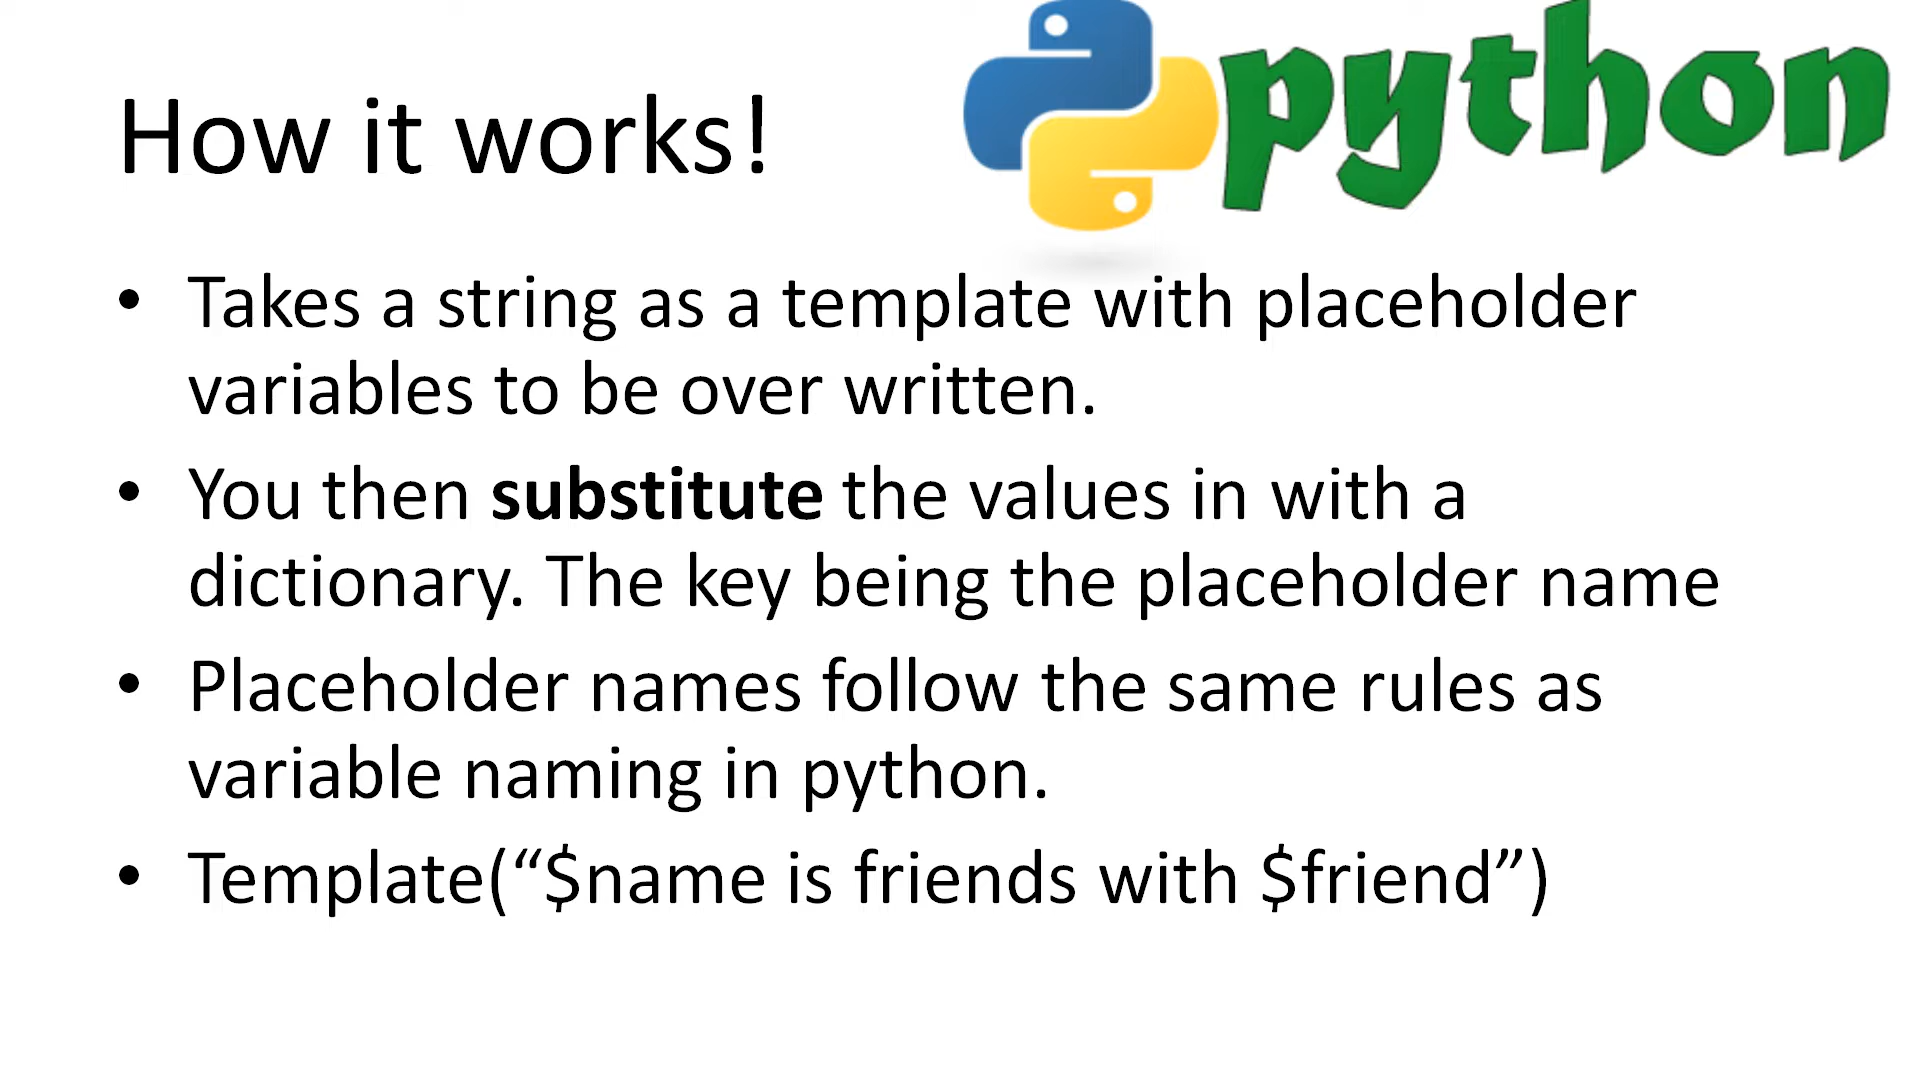 python
How it works!
• Takes a string as a template with placeholder
variables to be over written.
• You then substitute the values in with a
dictionary. The key being the placeholder name
• Placeholder names follow the same rules as
variable naming in python.
• Template(“$name is friends with $friend”)